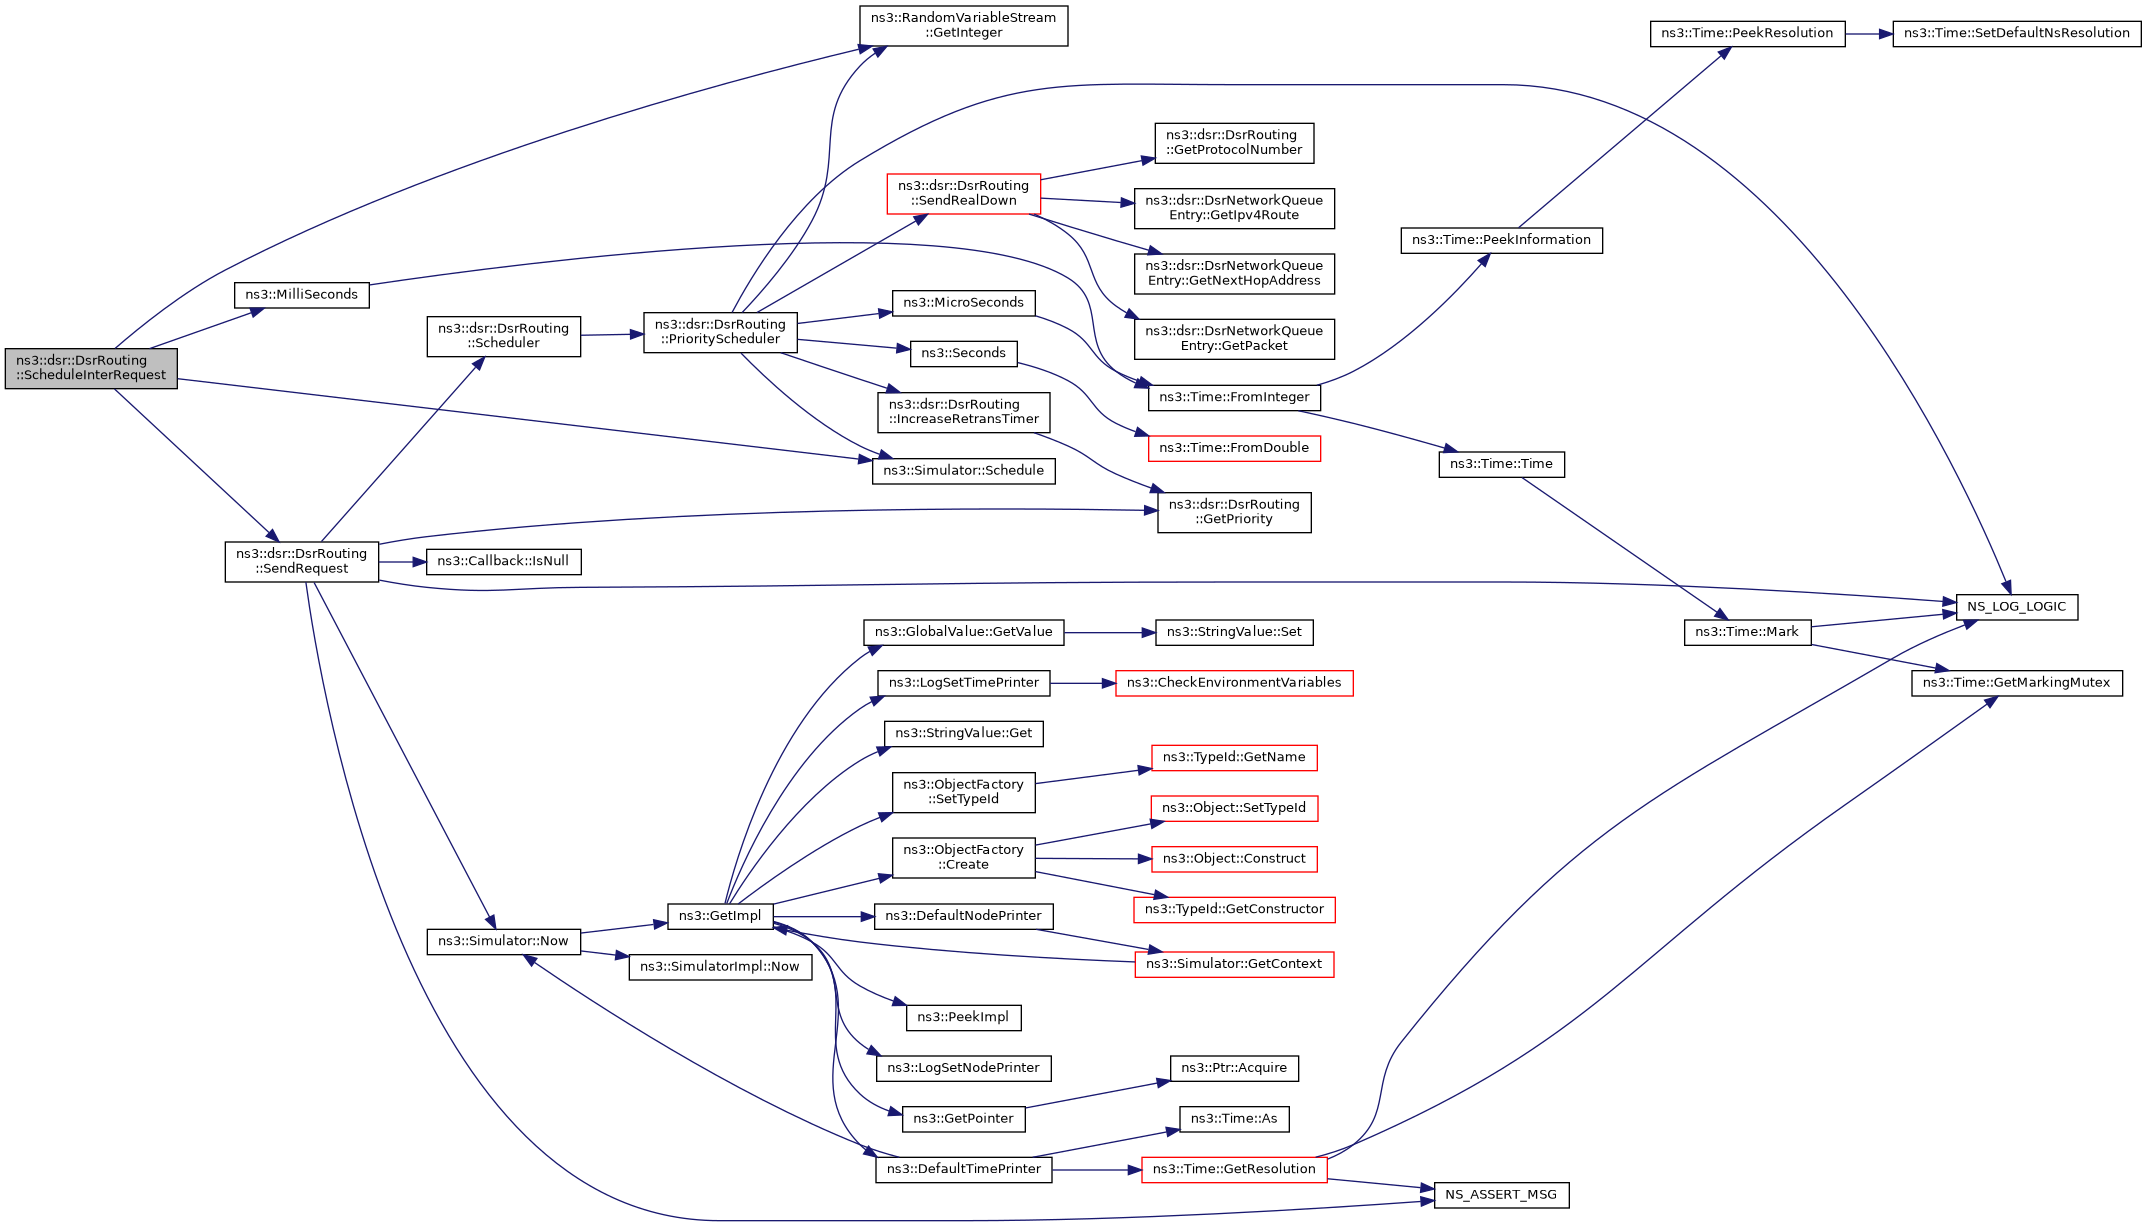 ns3::dsr::DsrRouting
::ScheduleInterRequest
ns3::RandomVariableStream
::GetInteger
ns3::MilliSeconds
ns3::dsr::DsrRouting
::SendRequest
ns3::dsr::DsrRouting
::Scheduler
ns3::Callback::IsNull
ns3::Simulator::Now
ns3::dsr::DsrRouting
::PriorityScheduler
ns3::GetImpl
ns3::SimulatorImpl::Now
ns3::dsr::DsrRouting
::SendRealDown
ns3::MicroSeconds
ns3::Seconds
ns3::dsr::DsrRouting
::IncreaseRetransTimer
ns3::Simulator::Schedule
ns3::GlobalValue::GetValue
ns3::LogSetTimePrinter
ns3::StringValue::Get
ns3::ObjectFactory
::SetTypeId
ns3::ObjectFactory
::Create
ns3::DefaultNodePrinter
ns3::PeekImpl
ns3::LogSetNodePrinter
ns3::GetPointer
ns3::DefaultTimePrinter
ns3::dsr::DsrRouting
::GetProtocolNumber
ns3::dsr::DsrNetworkQueue
Entry::GetIpv4Route
ns3::dsr::DsrNetworkQueue
Entry::GetNextHopAddress
ns3::dsr::DsrNetworkQueue
Entry::GetPacket
ns3::Time::FromInteger
ns3::Time::FromDouble
ns3::dsr::DsrRouting
::GetPriority
ns3::StringValue::Set
ns3::CheckEnvironmentVariables
ns3::TypeId::GetName
ns3::Object::SetTypeId
ns3::Object::Construct
ns3::TypeId::GetConstructor
ns3::Simulator::GetContext
ns3::Ptr::Acquire
ns3::Time::As
ns3::Time::GetResolution
ns3::Time::PeekInformation
ns3::Time::Time
NS_ASSERT_MSG
ns3::Time::PeekResolution
ns3::Time::Mark
ns3::Time::SetDefaultNsResolution
NS_LOG_LOGIC
ns3::Time::GetMarkingMutex